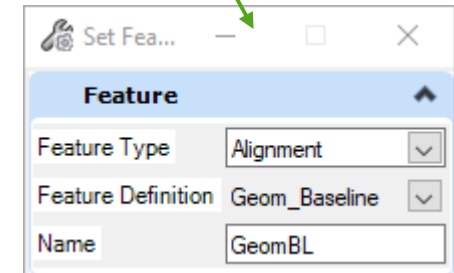 Set Fea...
Feature
Feature Type Alignment
Feature Definition Geom_Baseline
Name GeomBL